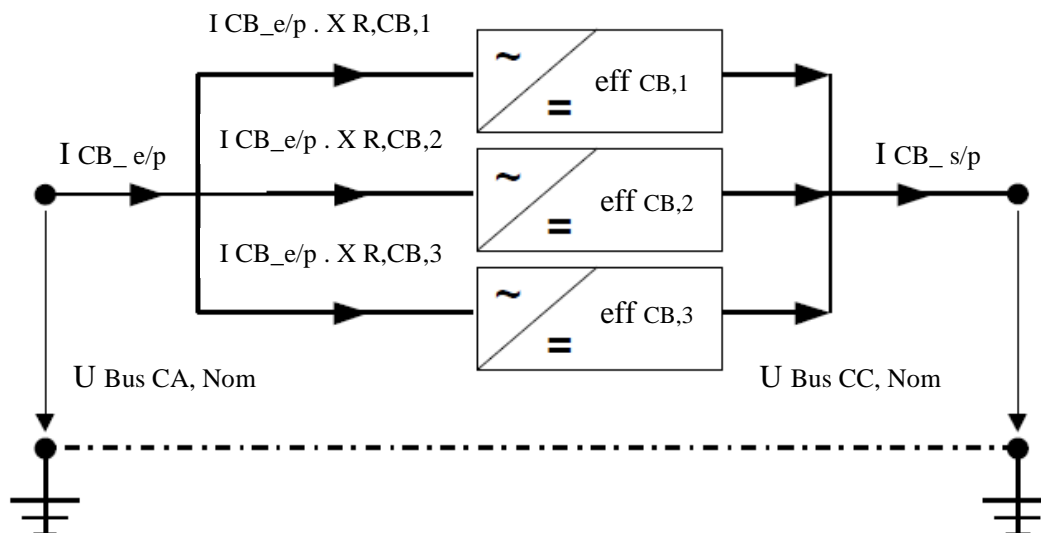 I CB_e/p . X R,CB,1
~
= eff CB,1
I CB_e/p . X R,CB,2
I CB_ e/p
~
= eff CB,2
I CB_ s/p
I CB_e/p . X R,CB,3
~
= eff CB,3
U Bus CA, Nom
U Bus CC, Nom